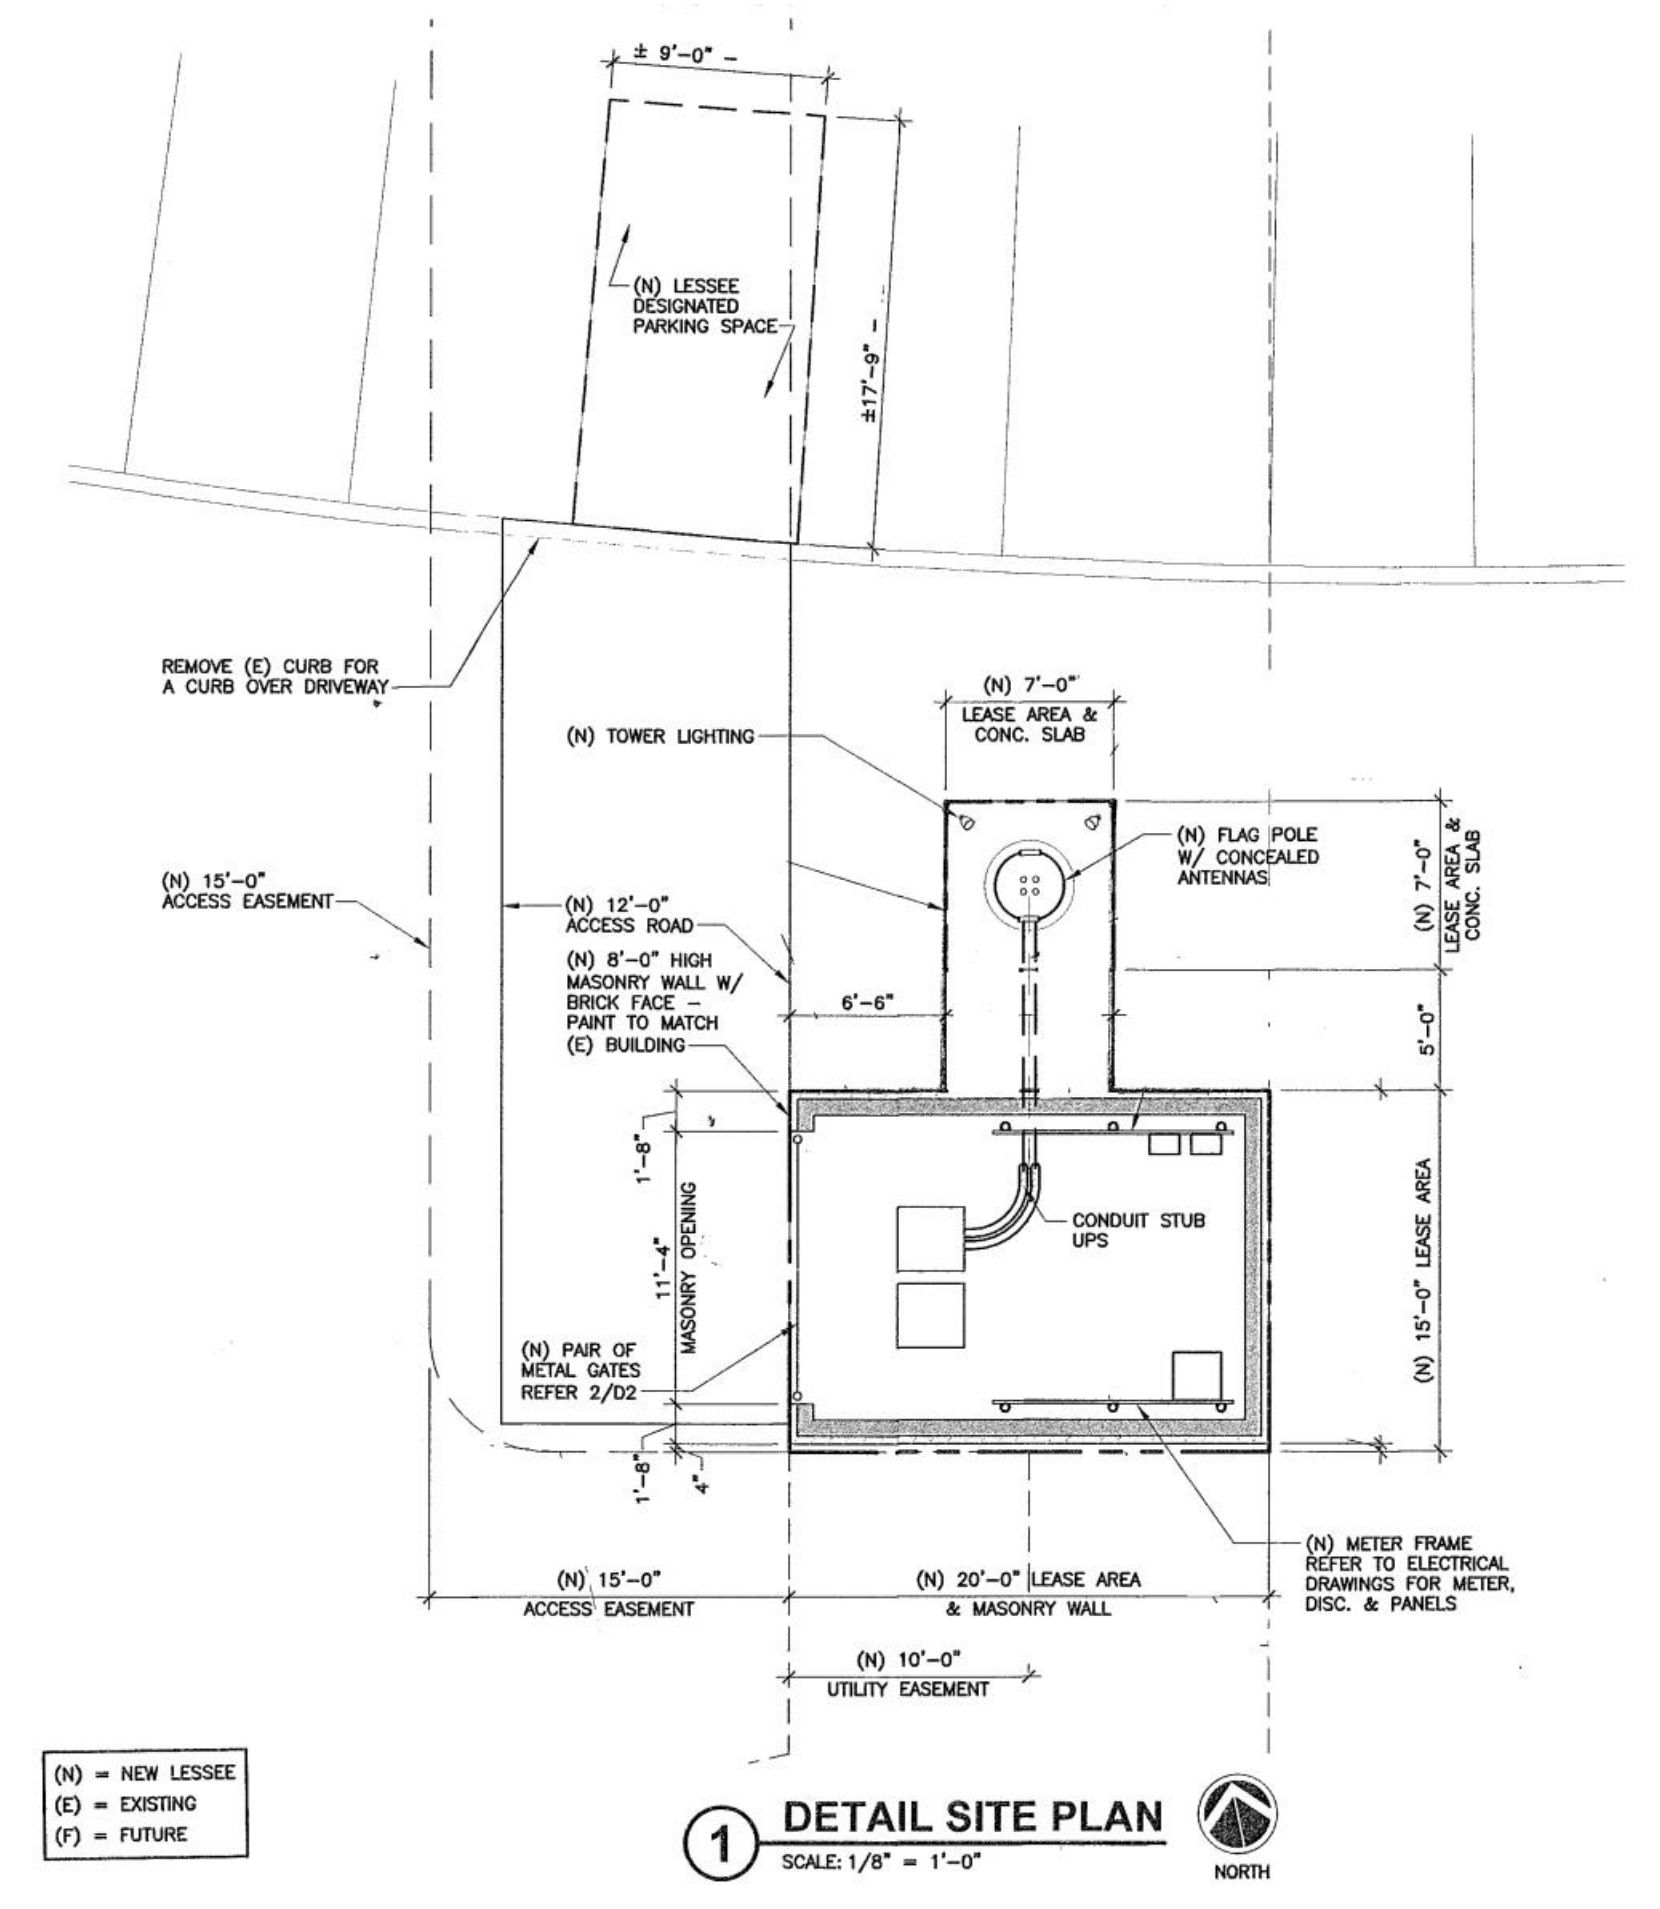 ± 9'-0"
(N) LESSEE
DESIGNATED
PARKING SPACE
±17'-9"
REMOVE (E) CURB FOR
A CURB OVER DRIVEWAY
(N) 7'-0"
LEASE AREA &
CONC. SLAB
(N) TOWER LIGHTING
(N) FLAG POLE
W/ CONCEALED
ANTENNAS
(N) 7'-0"
LEASE AREA &
CONC. SLAB
(N) 15'-0"
ACCESS EASEMENT
(N) 12'-0"
ACCESS ROAD
(N) 8'-0" HIGH
MASONRY WALL W/
BRICK FACE -
PAINT TO MATCH
(E) BUILDING
6'-6"
5'-0"
1'-8"
11'-4"
MASONRY OPENING
CONDUIT STUB
UPS
(N) 15'-0" LEASE AREA
(N) PAIR OF
METAL GATES
REFER 2/D2
1'-8"
4"
(N) METER FRAME
REFER TO ELECTRICAL
DRAWINGS FOR METER,
DISC. & PANELS
(N) 15'-0"
ACCESS EASEMENT
(N) 20'-0" LEASE AREA
& MASONRY WALL
(N) 10'-0"
UTILITY EASEMENT
(N) = NEW LESSEE
(E) = EXISTING
(F) = FUTURE
1
DETAIL SITE PLAN
SCALE: 1/8" = 1'-0"
NORTH